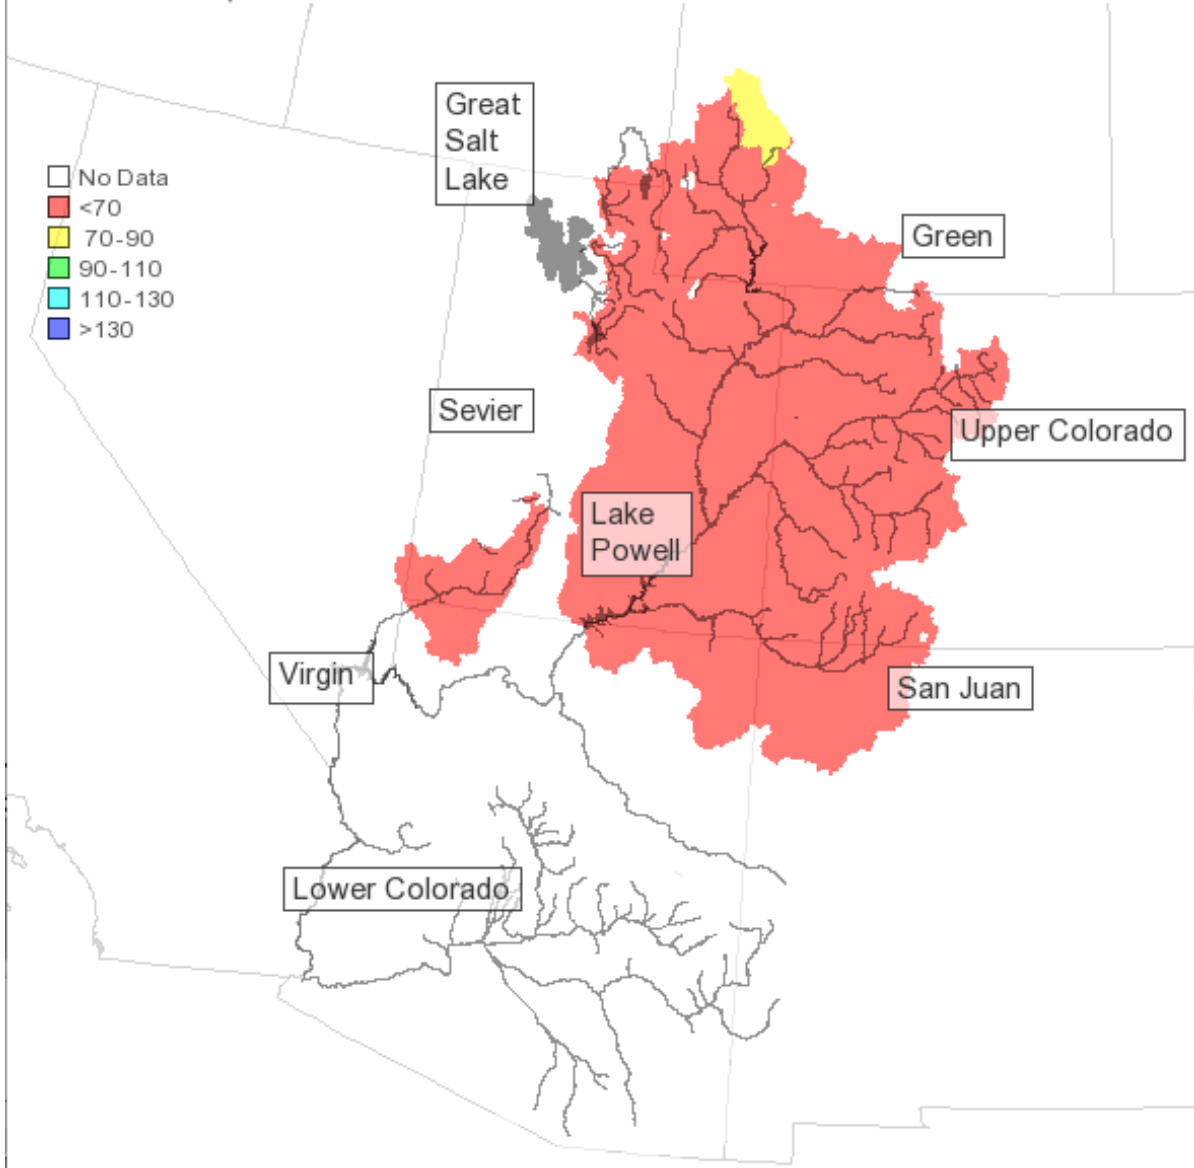 Great
Salt
Lake
No Data
<70
70-90
90-110
110-130
>130
Green
Sevier
Upper Colorado
Lake
Powell
Virgin
San Juan
Lower Colorado